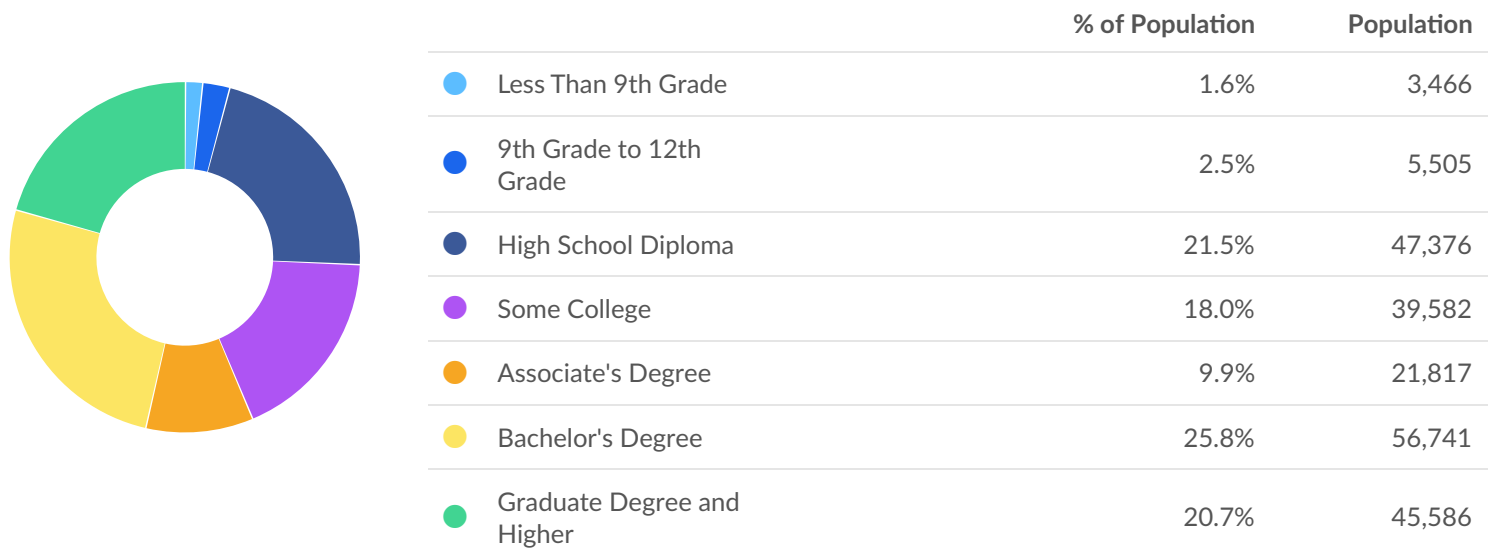 % of Population Population
Less Than 9th Grade 1.6% 3,466
9th Grade to 12th
Grade 2.5% 5,505
High School Diploma 21.5% 47,376
Some College 18.0% 39,582
Associate's Degree 9.9% 21,817
Bachelor's Degree 25.8% 56,741
Graduate Degree and
Higher 20.7% 45,586